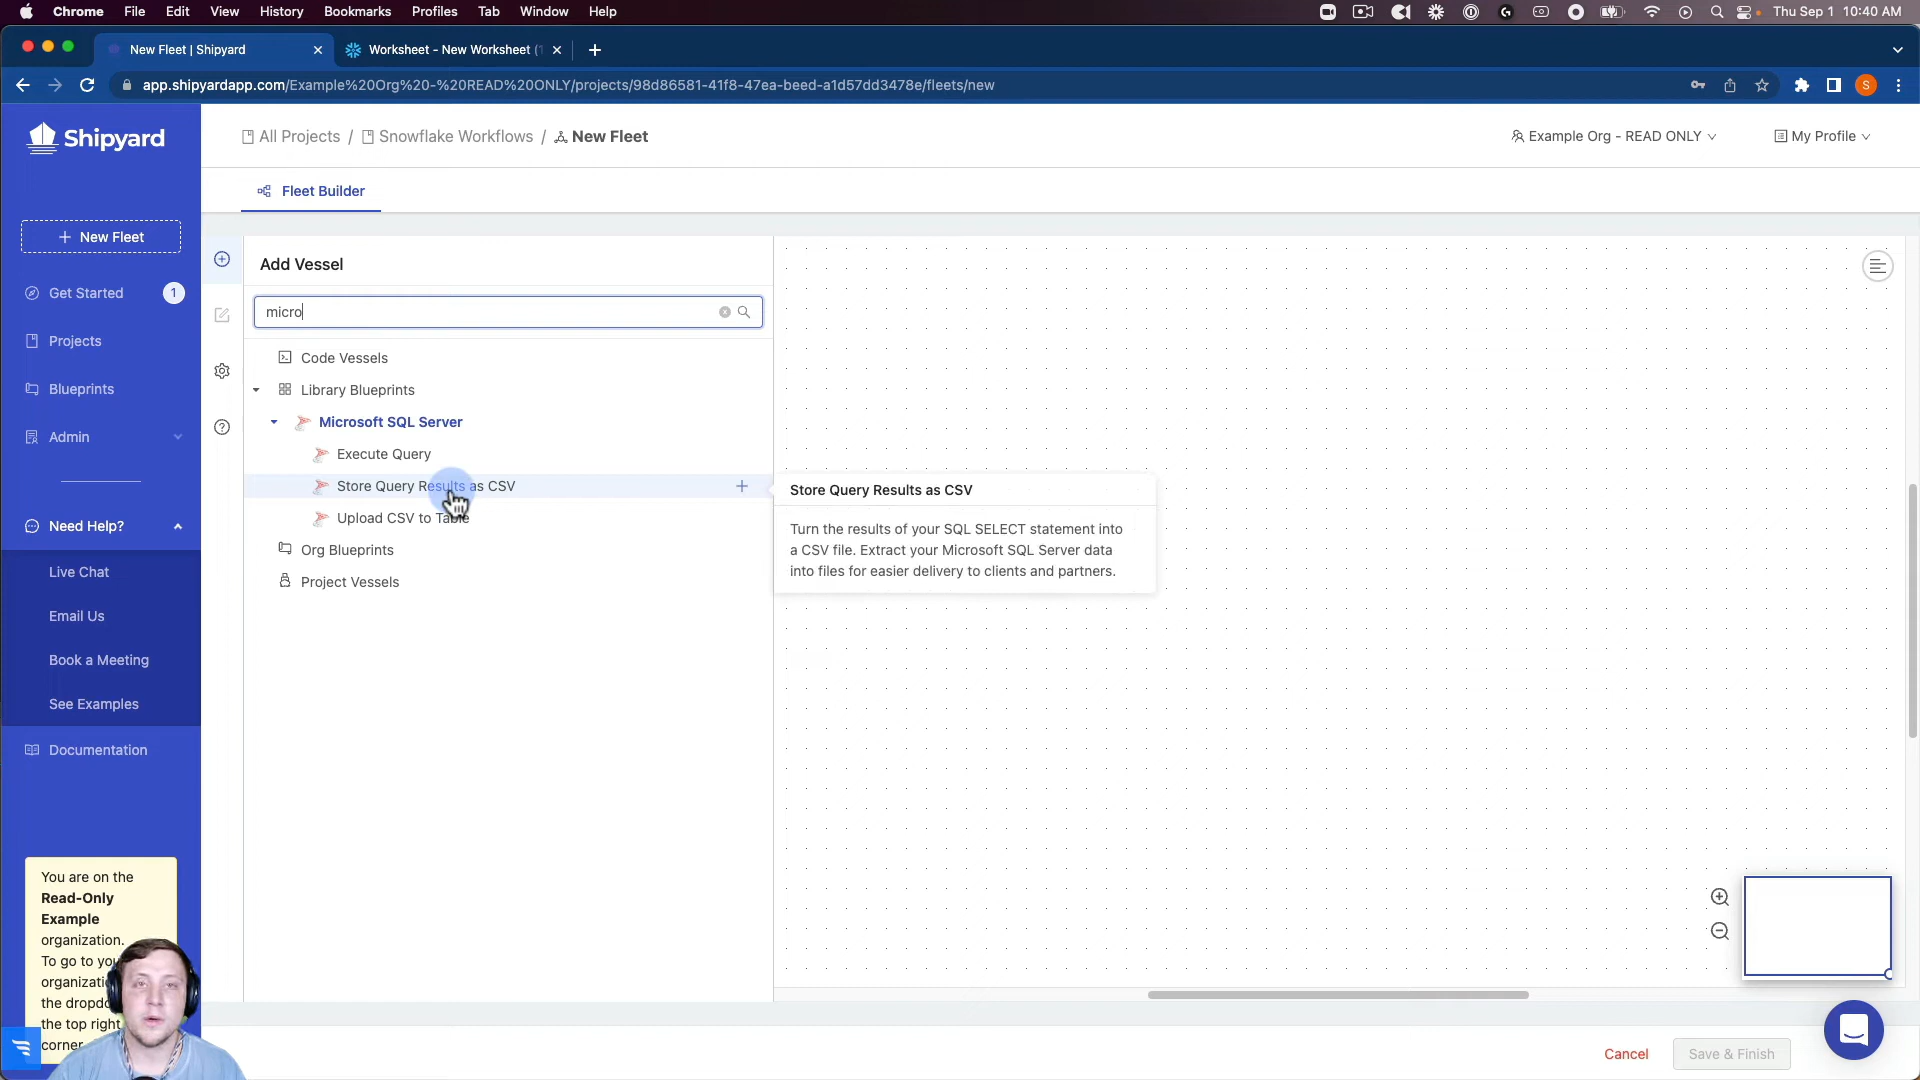 Chrome File Edit View History Bookmarks Profiles Tab Window Help
Thu Sep 1 10:40 AM
New Fleet | Shipyard
Worksheet - New Worksheet (
app.shipyardapp.com/Example%20Org%20-%20READ%20ONLY/projects/98d86581-41f8-47ea-beed-a1d57dd3478e/fleets/new
S
Shipyard
All Projects / Snowflake Workflows / New Fleet
Example Org - READ ONLY
My Profile
Fleet Builder
+ New Fleet
Get Started 1
Projects
Blueprints
Admin
Need Help?
Live Chat
Email Us
Book a Meeting
See Examples
Documentation
You are on the
Read-Only
Example
organization.
To go to you
organizati
the dropdo
the top right
corner
Add Vessel
micro
Code Vessels
Library Blueprints
Microsoft SQL Server
Execute Query
Store Query Results as CSV
Upload CSV to Table
Org Blueprints
Project Vessels
Store Query Results as CSV
Turn the results of your SQL SELECT statement into
a CSV file. Extract your Microsoft SQL Server data
into files for easier delivery to clients and partners.
Cancel
Save & Finish